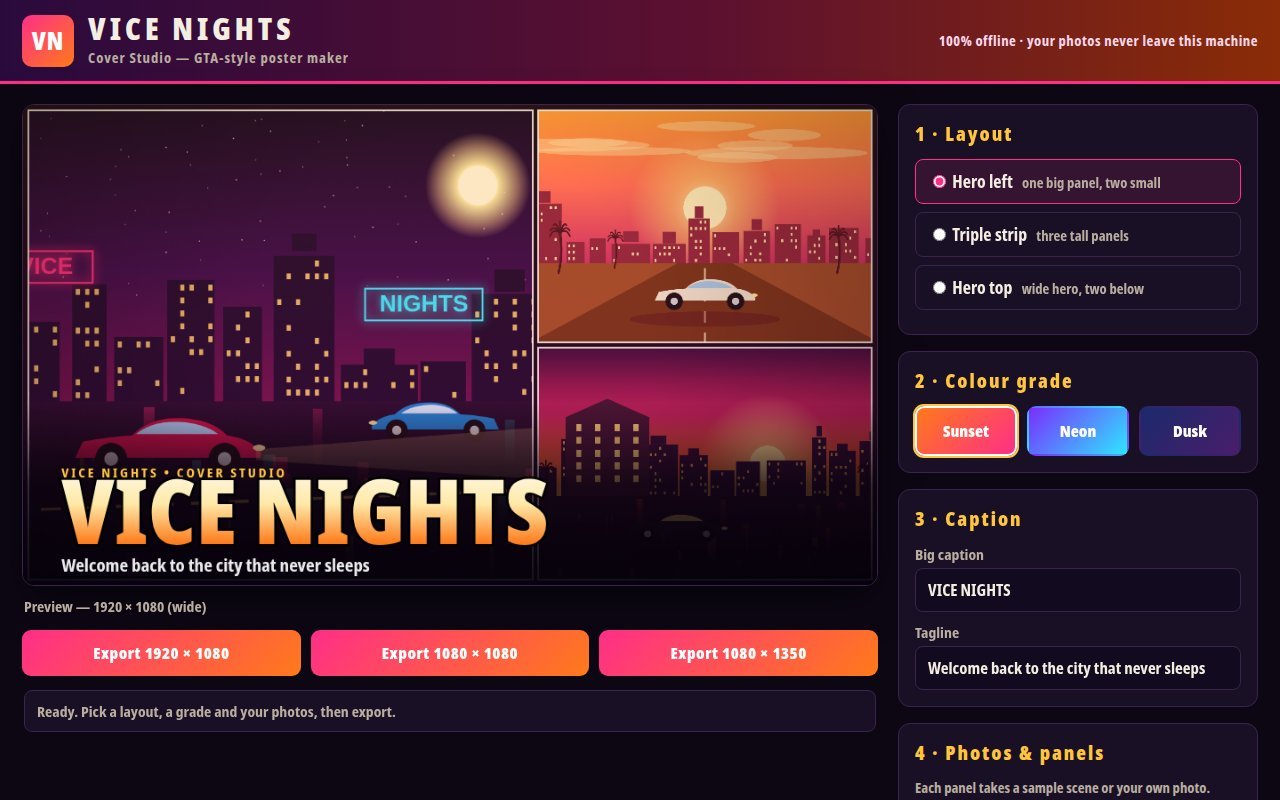 VN
VICE NIGHTS
Cover Studio — GTA-style poster maker
100% offline · your photos never leave this machine
VICE
NIGHTS
VICE NIGHTS • COVER STUDIO
VICE NIGHTS
Welcome back to the city that never sleeps
Preview — 1920 × 1080 (wide)
Export 1920 × 1080
Export 1080 × 1080
Export 1080 × 1350
Ready. Pick a layout, a grade and your photos, then export.
1 · Layout
Hero left one big panel, two small
Triple strip three tall panels
Hero top wide hero, two below
2 · Colour grade
Sunset
Neon
Dusk
3 · Caption
Big caption
VICE NIGHTS
Tagline
Welcome back to the city that never sleeps
4 · Photos & panels
Each panel takes a sample scene or your own photo.